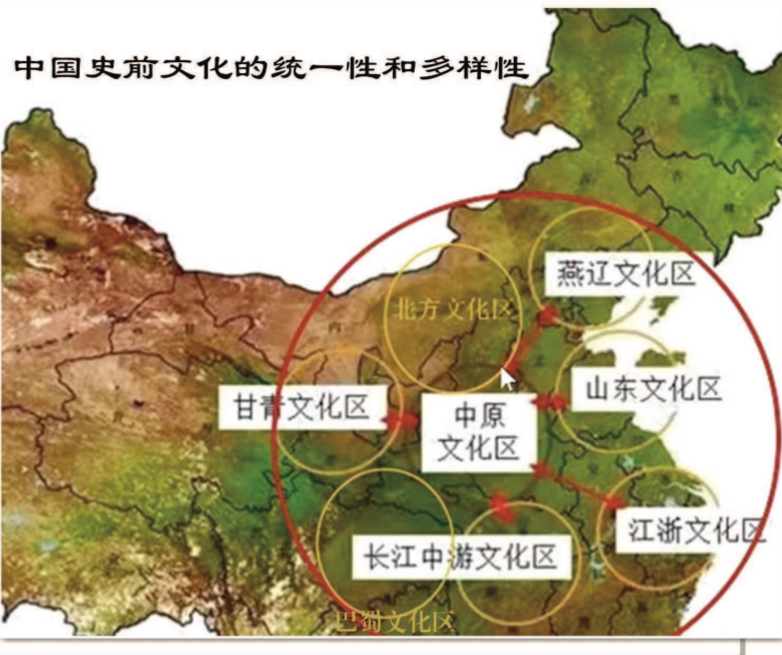 中国史前文化的统一性和多样性
燕辽文化区
北方文化区
山东文化区
甘青文化区
中原
文化区
江浙文化区
长江中游文化区
巴蜀文化区
内
吉